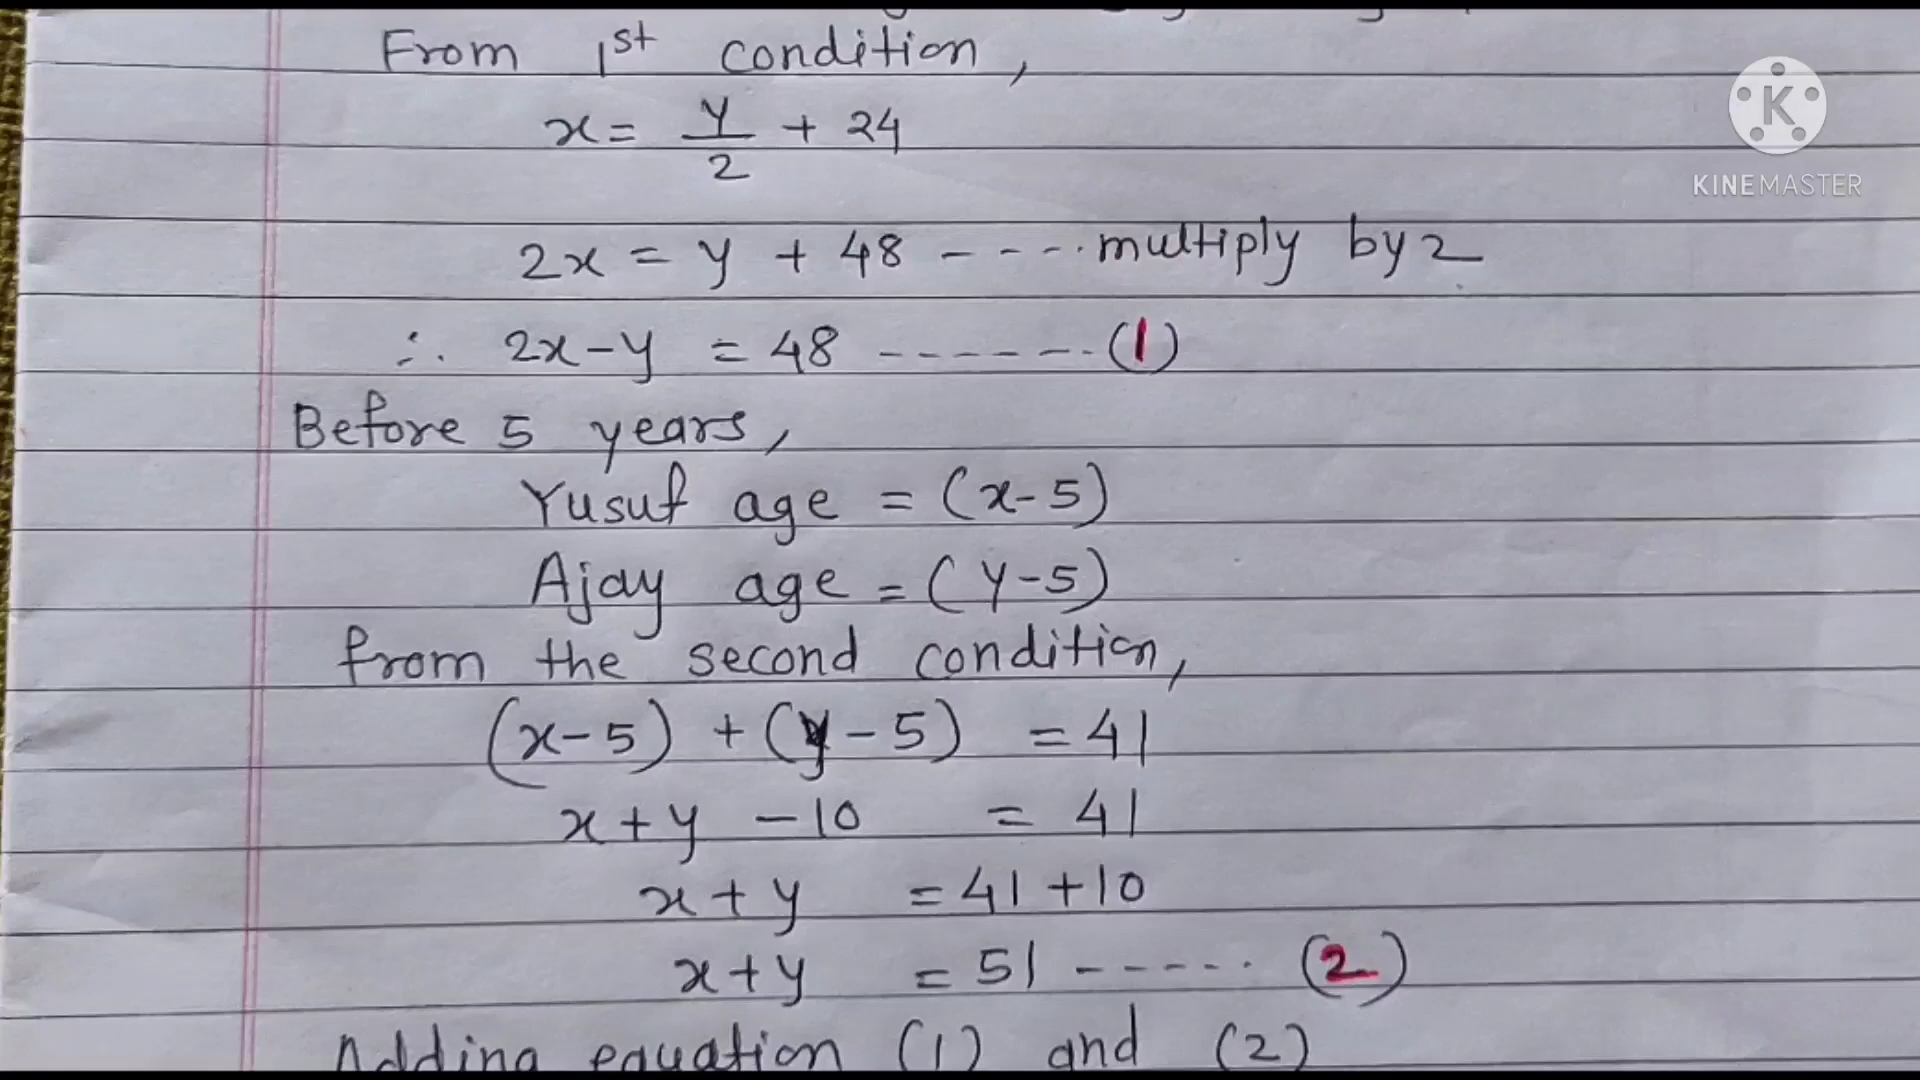 From 1st condition,
x = y/2 + 24
KINEMASTER
2x = y + 48 - - - - multiply by 2
∴ 2x - y = 48 - - - - - - - (1)
Before 5 years,
Yusuf age = (x-5)
Ajay age = (y-5)
from the second condition,
(x-5) + (y-5) = 41
x + y - 10 = 41
x + y = 41 + 10
x + y = 51 - - - - - - (2)
Adding equation (1) and (2)